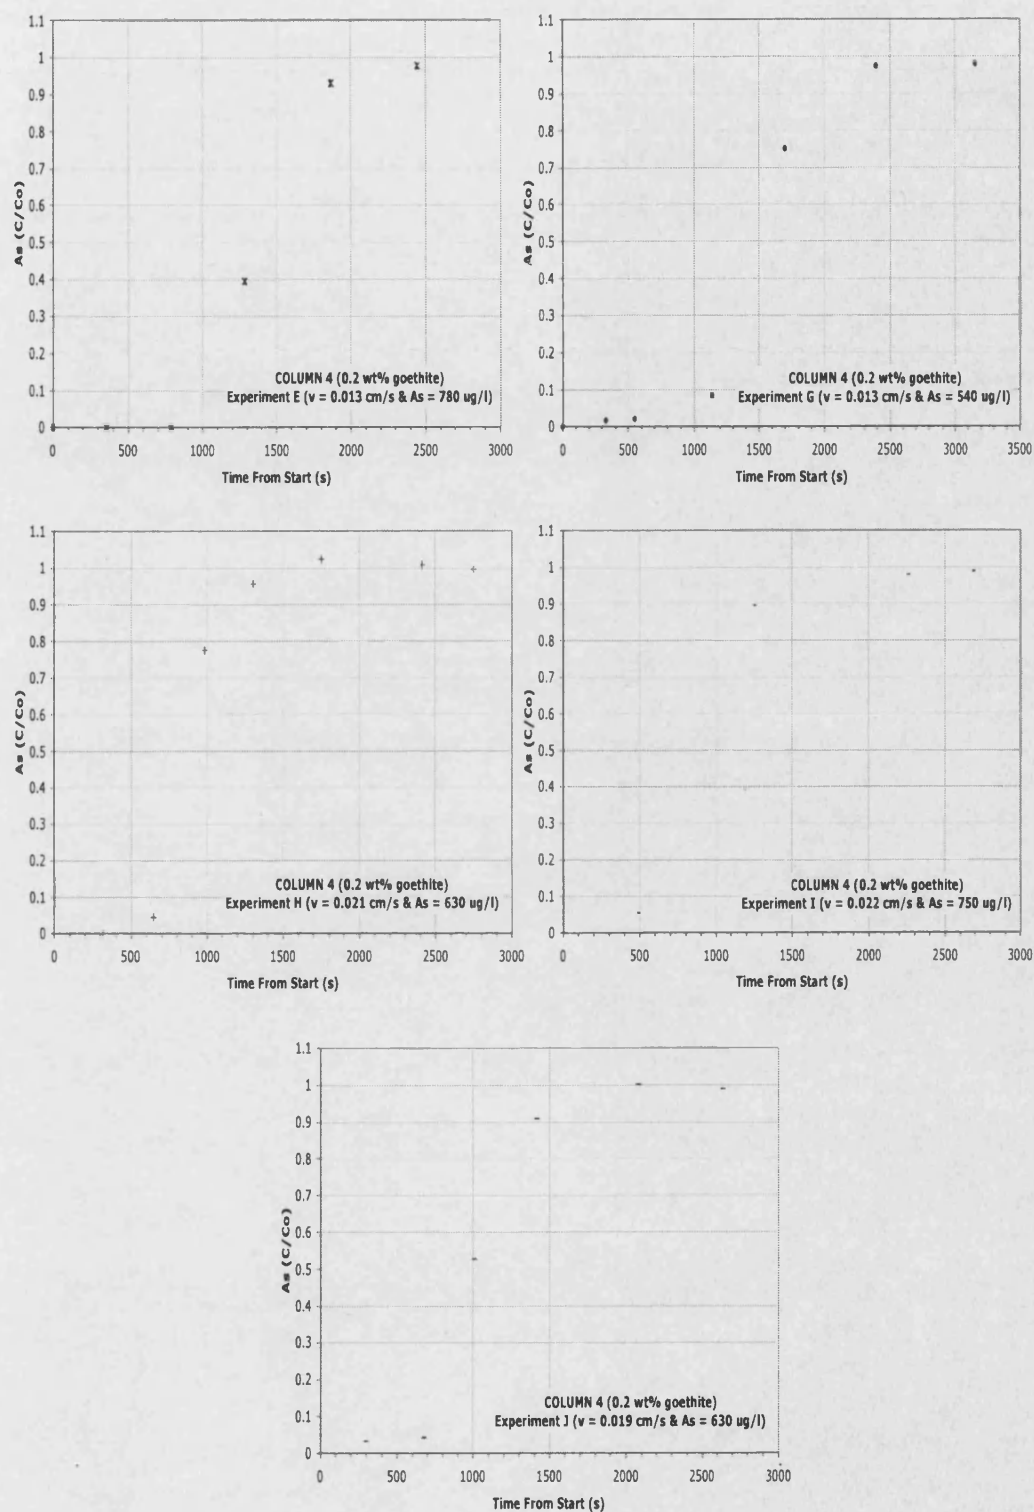 1.1
1
0.9
0.8
0.7
0.6
0.5
0.4
0.3
0.2
0.1
0
As (C/Co)
COLUMN 4 (0.2 wt% goethite)
Experiment E (v = 0.013 cm/s & As = 780 ug/l)
0 500 1000 1500 2000 2500 3000
Time From Start (s)
1.1
1
0.9
0.8
0.7
0.6
0.5
0.4
0.3
0.2
0.1
0
As (C/Co)
COLUMN 4 (0.2 wt% goethite)
Experiment G (v = 0.013 cm/s & As = 540 ug/l)
0 500 1000 1500 2000 2500 3000 3500
Time From Start (s)
1.1
1
0.9
0.8
0.7
0.6
0.5
0.4
0.3
0.2
0.1
0
As (C/Co)
COLUMN 4 (0.2 wt% goethite)
Experiment H (v = 0.021 cm/s & As = 630 ug/l)
0 500 1000 1500 2000 2500 3000
Time From Start (s)
1.1
1
0.9
0.8
0.7
0.6
0.5
0.4
0.3
0.2
0.1
0
As (C/Co)
COLUMN 4 (0.2 wt% goethite)
Experiment I (v = 0.022 cm/s & As = 750 ug/l)
0 500 1000 1500 2000 2500 3000
Time From Start (s)
1.1
1
0.9
0.8
0.7
0.6
0.5
0.4
0.3
0.2
0.1
0
As (C/Co)
COLUMN 4 (0.2 wt% goethite)
Experiment J (v = 0.019 cm/s & As = 630 ug/l)
0 500 1000 1500 2000 2500 3000
Time From Start (s)